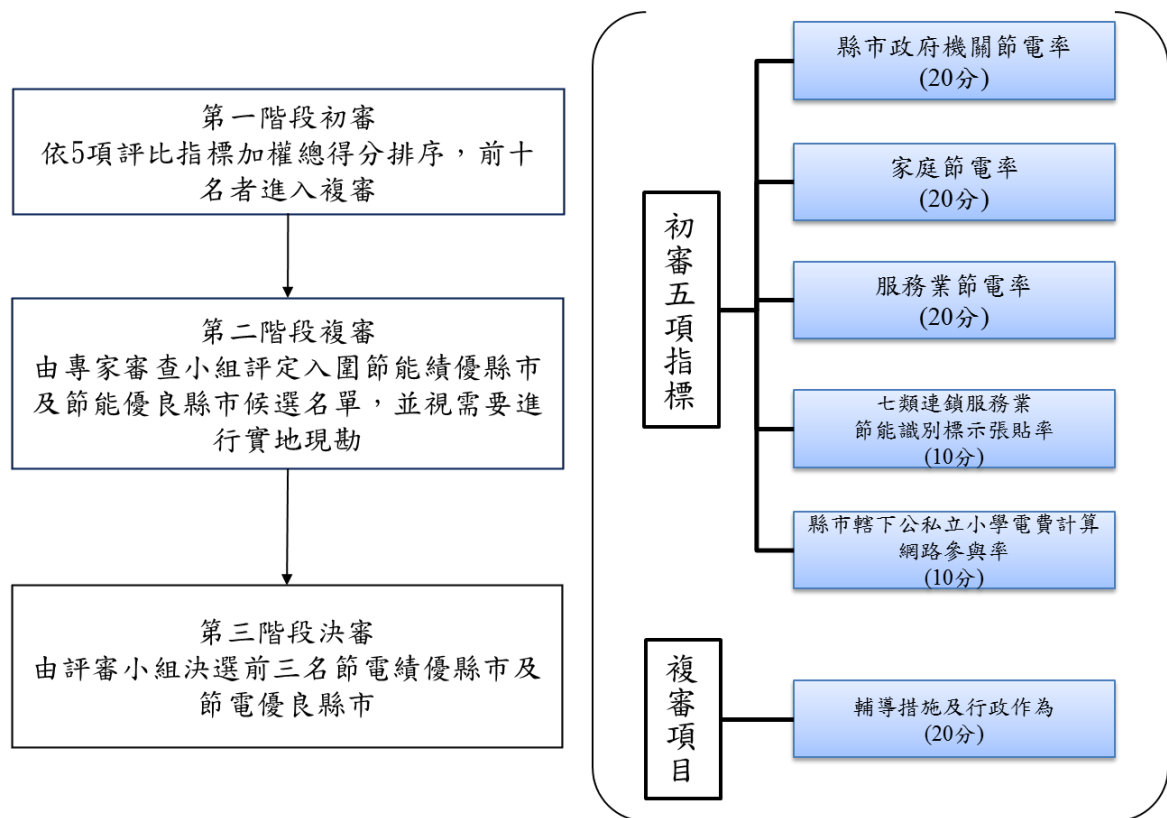 第一階段初審
依5項評比指標加權總得分排序，前十
名者進入複審
第二階段複審
由專家審查小組評定入圍節能績優縣市
及節能優良縣市候選名單，並視需要進
行實地現勘
第三階段決審
由評審小組決選前三名節電績優縣市及
節電優良縣市
初審五項指標
縣市政府機關節電率
(20分)
家庭節電率
(20分)
服務業節電率
(20分)
七類連鎖服務業
節能識別標示張貼率
(10分)
縣市轄下公私立小學電費計算
網路參與率
(10分)
複審項目
輔導措施及行政作為
(20分)